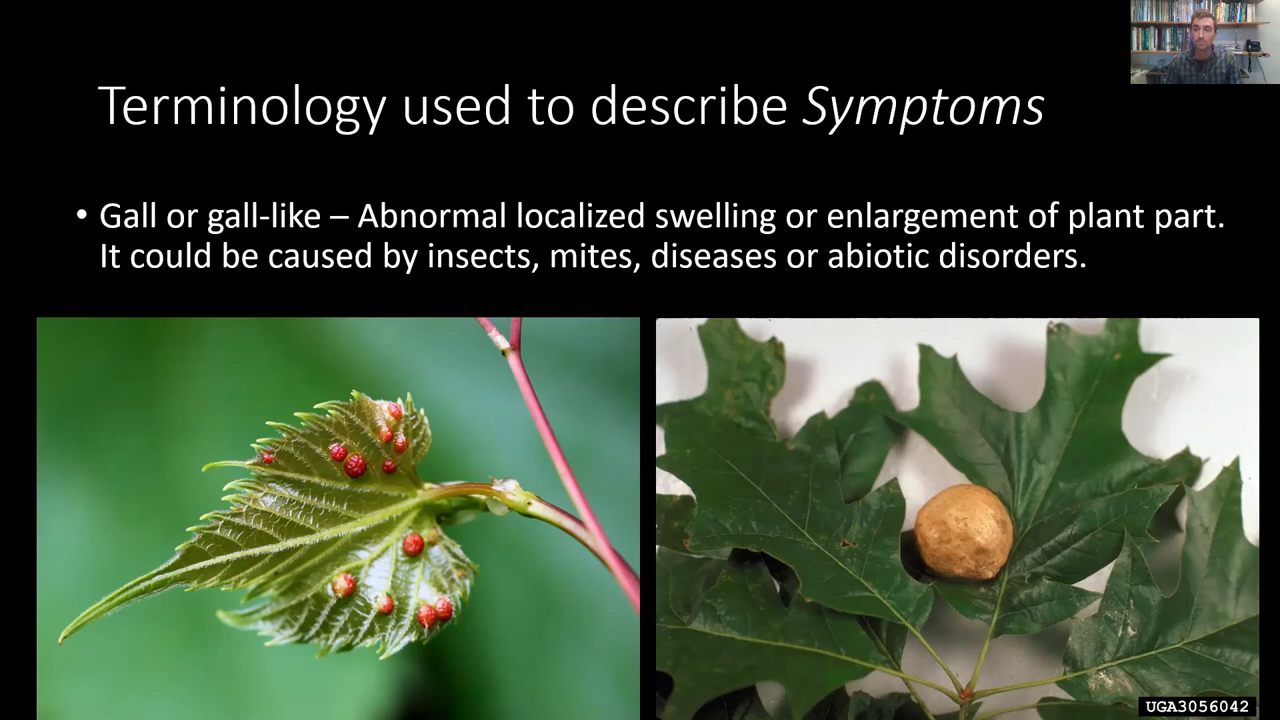 Terminology used to describe Symptoms
• Gall or gall-like – Abnormal localized swelling or enlargement of plant part.
It could be caused by insects, mites, diseases or abiotic disorders.
UGA3056042